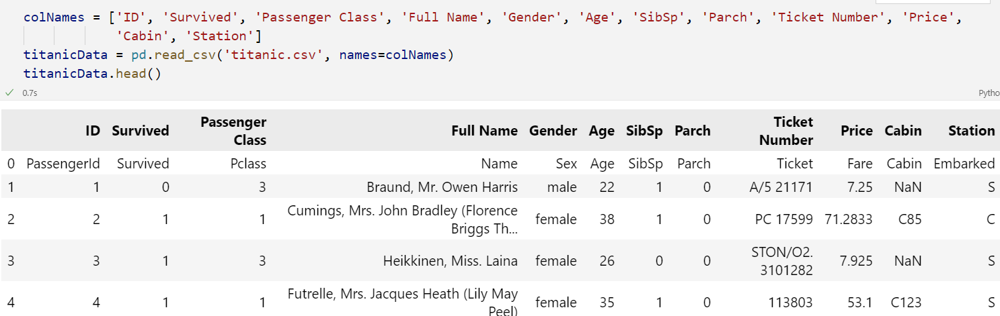 colNames = ['ID', 'Survived', 'Passenger Class', 'Full Name', 'Gender', 'Age', 'SibSp', 'Parch', 'Ticket Number', 'Price',
'Cabin', 'Station']
titanicData = pd.read_csv('titanic.csv', names=colNames)
titanicData.head()
✓ 0.7s Pytho
ID Survived Passenger Class Full Name Gender Age SibSp Parch Ticket Number Price Cabin Station
0 PassengerId Survived Pclass Name Sex Age SibSp Parch Ticket Fare Cabin Embarked
1 1 0 3 Braund, Mr. Owen Harris male 22 1 0 A/5 21171 7.25 NaN S
2 2 1 1 Cumings, Mrs. John Bradley (Florence Briggs Th... female 38 1 0 PC 17599 71.2833 C85 C
3 3 1 3 Heikkinen, Miss. Laina female 26 0 0 STON/O2. 3101282 7.925 NaN S
4 4 1 1 Futrelle, Mrs. Jacques Heath (Lily May Peel) female 35 1 0 113803 53.1 C123 S